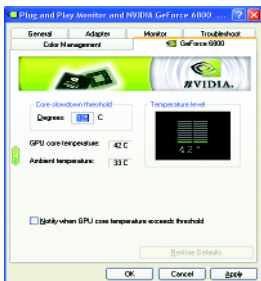 Plug and Play Monitor and NVIDIA GeForce 6800 ...
General Adapter Monitor Troubleshoot
Color Management GeForce 6800
NVIDIA.
Core slowdown threshold
Temperature level
Degrees: C
42°
GPU core temperature: 42 C
Ambient temperature: 33 C
Notify when GPU core temperature exceeds threshold
Restore Defaults
OK Cancel Apply